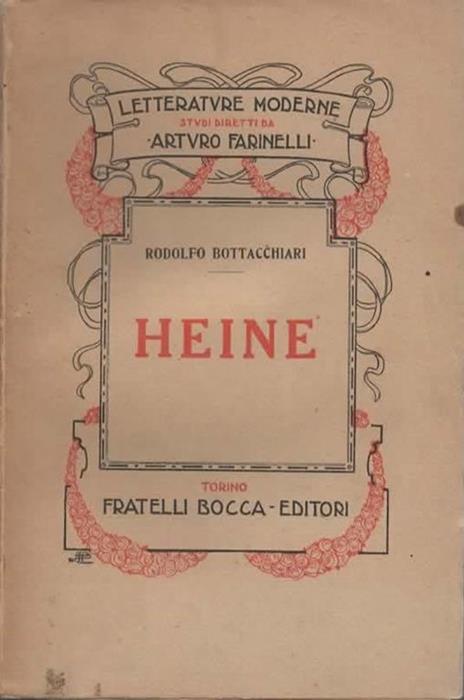 LETTERATVRE MODERNE
STVDI DIRETTI DA
·ARTVRO FARINELLI·
RODOLFO BOTTACCHIARI
HEINE
TORINO
FRATELLI BOCCA - EDITORI